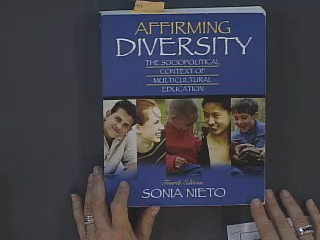 AFFIRMING
DIVERSITY
THE SOCIOPOLITICAL
CONTEXT OF
MULTICULTURAL
EDUCATION
Fourth Edition
SONIA NIETO